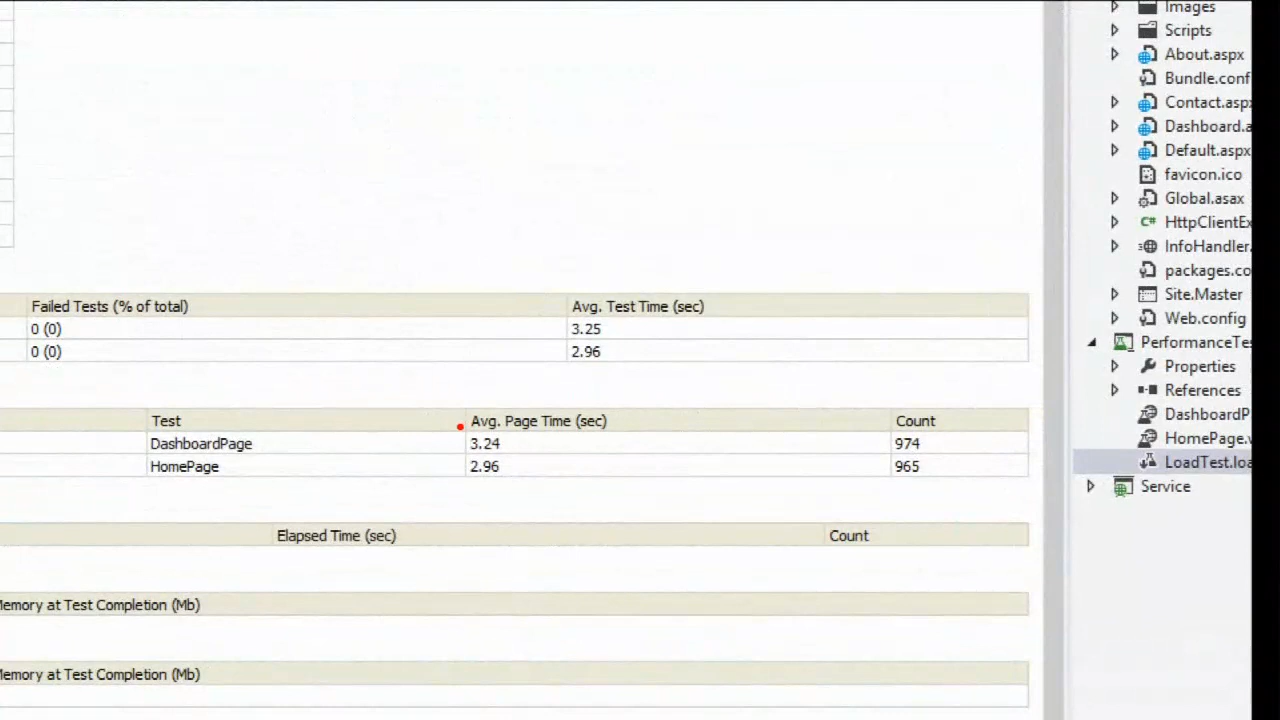 Failed Tests (% of total) Avg. Test Time (sec)
0 (0) 3.25
0 (0) 2.96
Test Avg. Page Time (sec) Count
DashboardPage 3.24 974
HomePage 2.96 965
Elapsed Time (sec) Count
Memory at Test Completion (Mb)
Memory at Test Completion (Mb)
Images
Scripts
About.aspx
Bundle.conf
Contact.aspx
Dashboard.a
Default.aspx
favicon.ico
Global.asax
C# HttpClientEx
InfoHandler.
packages.co
Site.Master
Web.config
PerformanceTes
Properties
References
DashboardP
HomePage.w
LoadTest.loa
Service